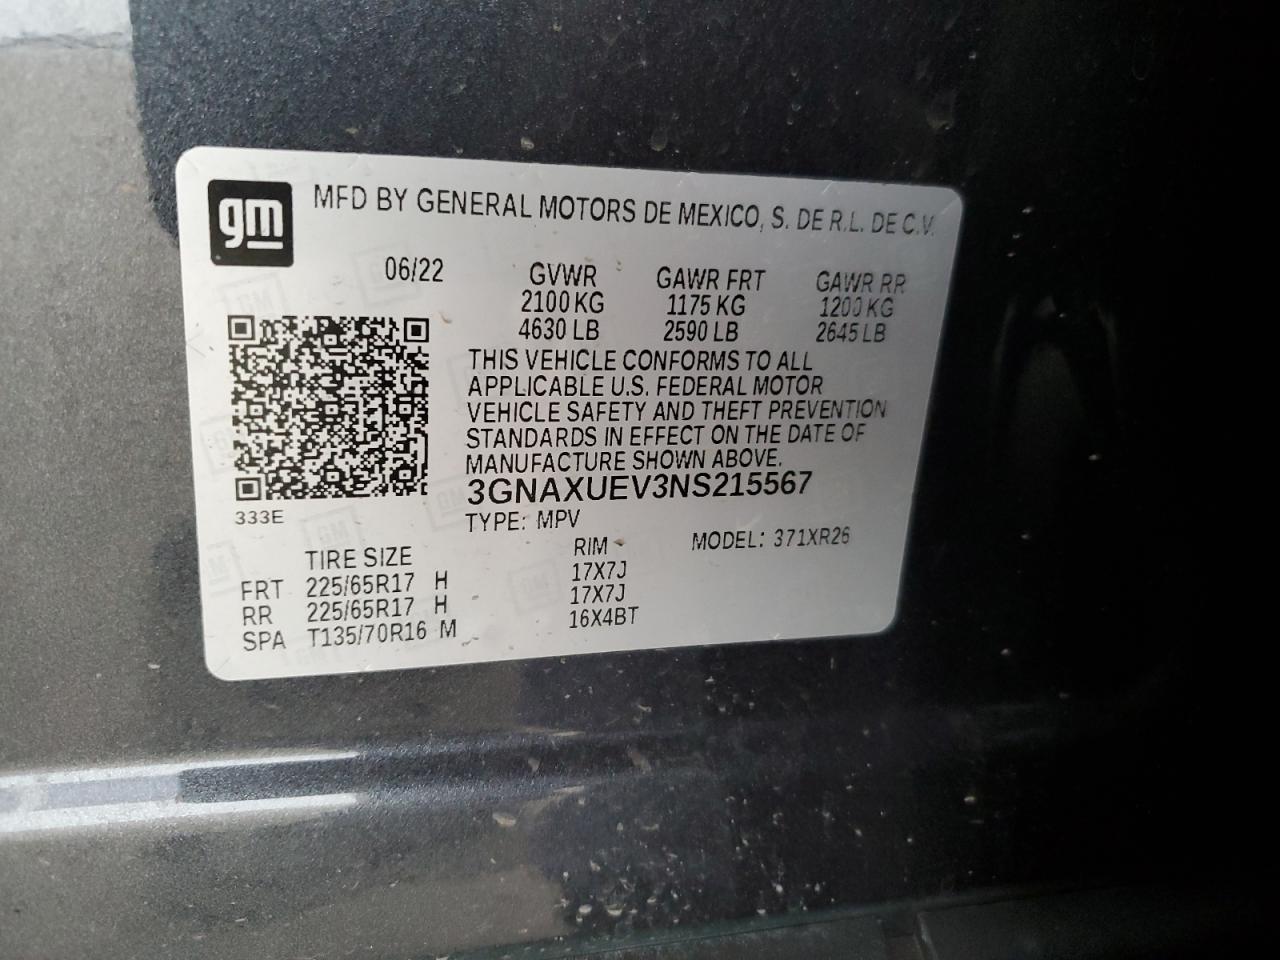 gm
MFD BY GENERAL MOTORS DE MEXICO, S. DE R.L. DE C.V.
06/22 GVWR GAWR FRT GAWR RR
2100 KG 1175 KG 1200 KG
4630 LB 2590 LB 2645 LB
THIS VEHICLE CONFORMS TO ALL
APPLICABLE U.S. FEDERAL MOTOR
VEHICLE SAFETY AND THEFT PREVENTION
STANDARDS IN EFFECT ON THE DATE OF
MANUFACTURE SHOWN ABOVE.
3GNAXUEV3NS215567
333E
TYPE: MPV
MODEL: 371XR26
TIRE SIZE RIM
FRT 225/65R17 H 17X7J
RR 225/65R17 H 17X7J
SPA T135/70R16 M 16X4BT